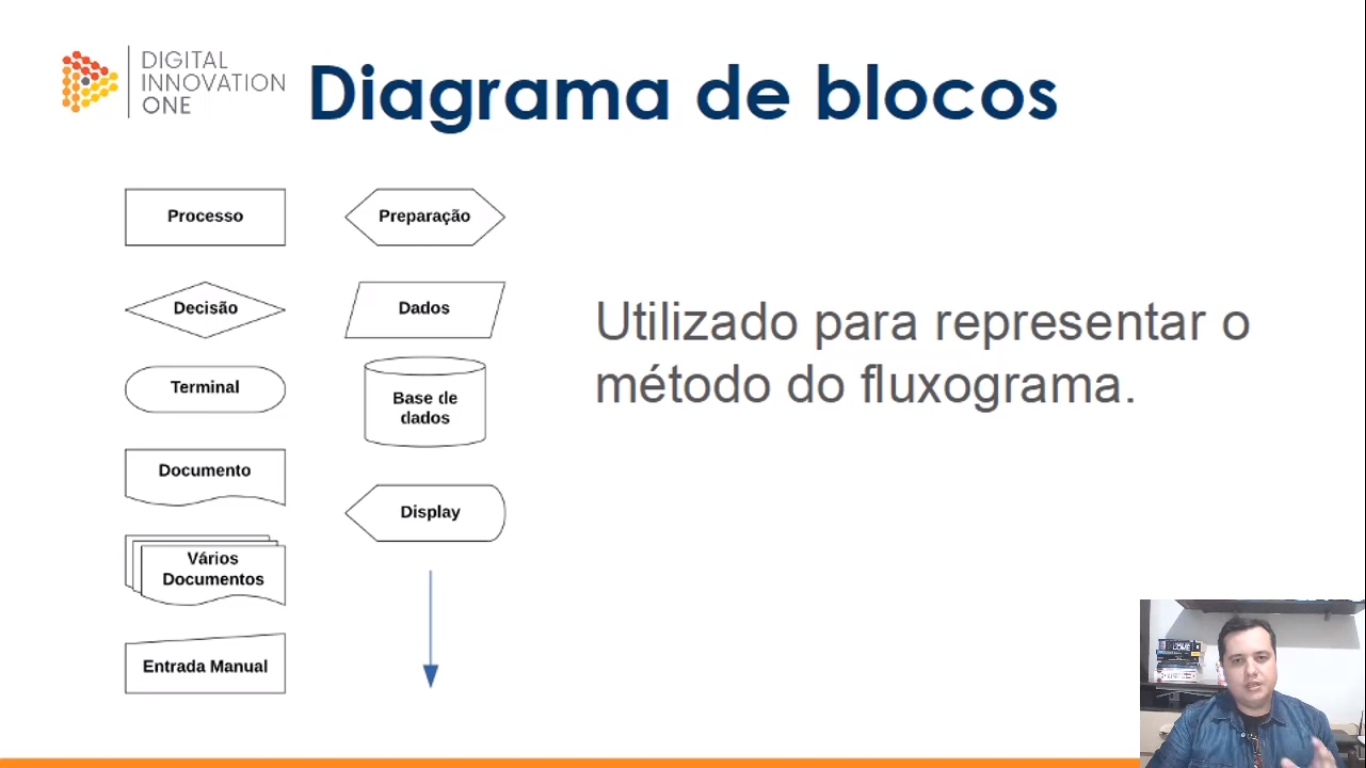 DIGITAL
INNOVATION
ONE
Diagrama de blocos
Processo
Preparação
Decisão
Dados
Terminal
Base de
dados
Documento
Display
Vários
Documentos
Entrada Manual
Utilizado para representar o
método do fluxograma.